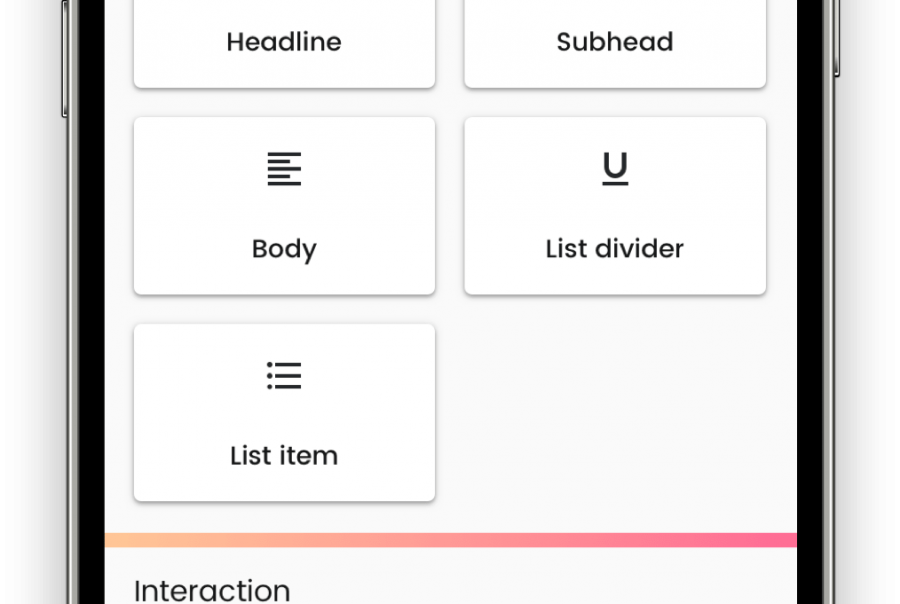 Headline
Subhead
Body
List divider
List item
Interaction